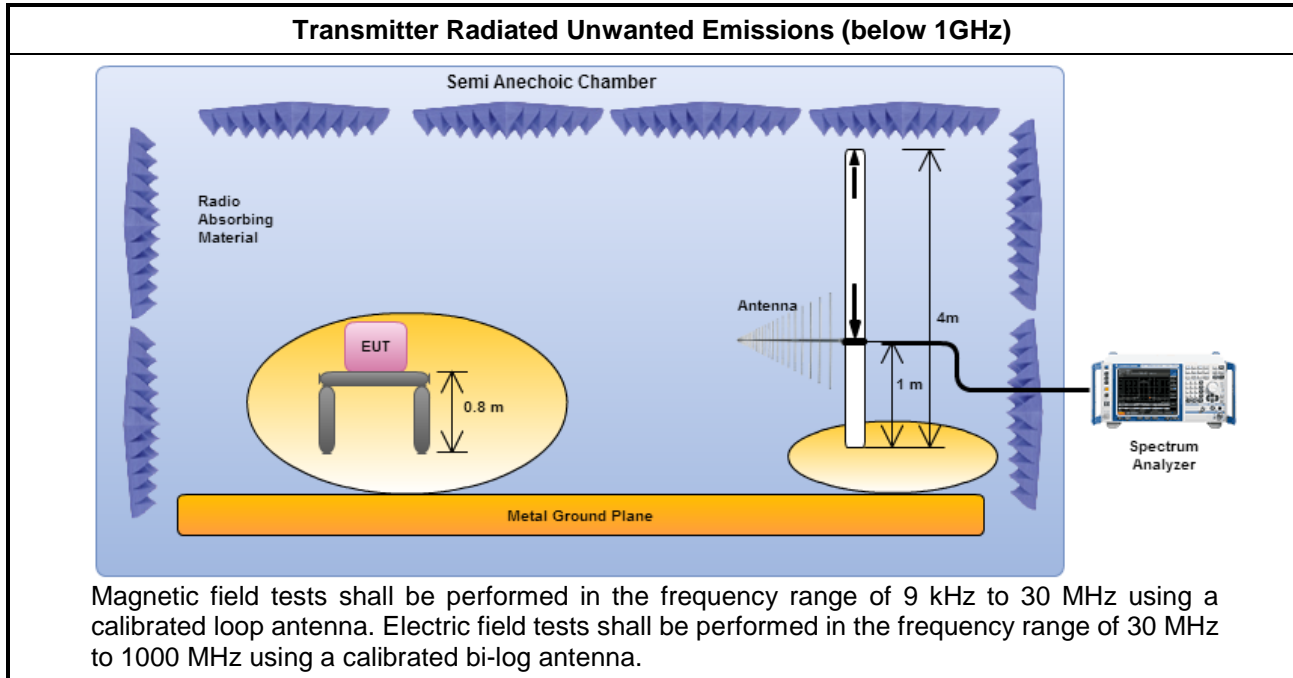 Transmitter Radiated Unwanted Emissions (below 1GHz)
Semi Anechoic Chamber
Radio
Absorbing
Material
Antenna
4m
EUT
1 m
0.8 m
Spectrum
Analyzer
Metal Ground Plane
Magnetic field tests shall be performed in the frequency range of 9 kHz to 30 MHz using a
calibrated loop antenna. Electric field tests shall be performed in the frequency range of 30 MHz
to 1000 MHz using a calibrated bi-log antenna.